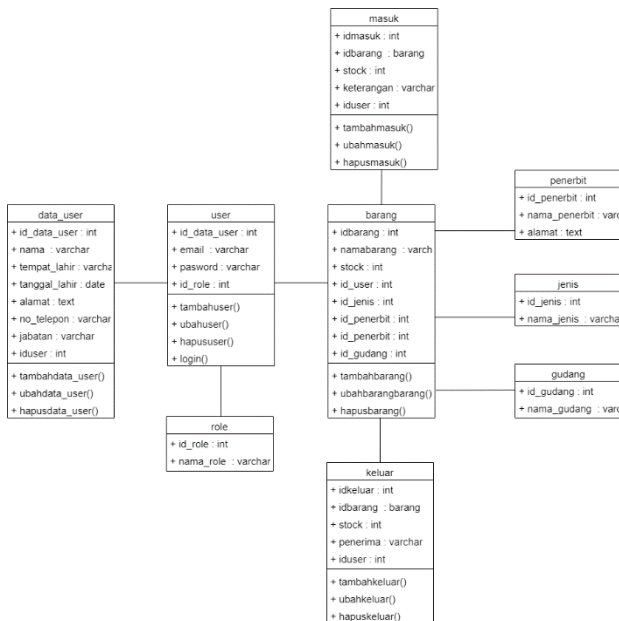 masuk
+ idmasuk : int
+ idbarang : barang
+ stock : int
+ keterangan : varchar
+ iduser : int
+ tambahmasuk()
+ ubahmasuk()
+ hapusmasuk()
data_user
+ id_data_user : int
+ nama : varchar
+ tempat_lahir : varcha
+ tanggal_lahir : date
+ alamat : text
+ no_telepon : varchar
+ jabatan : varchar
+ iduser : int
+ tambahdata_user()
+ ubahdata_user()
+ hapusdata_user()
user
+ id_data_user : int
+ email : varchar
+ pasword : varchar
+ id_role : int
+ tambahuser()
+ ubahuser()
+ hapususer()
+ login()
role
+ id_role : int
+ nama_role : varchar
barang
+ idbarang : int
+ namabarang : varch
+ stock : int
+ id_user : int
+ id_jenis : int
+ id_penerbit : int
+ id_penerbit : int
+ id_gudang : int
+ tambahbarang()
+ ubahbarangbarang()
+ hapusbarang()
penerbit
+ id_penerbit : int
+ nama_penerbit : varc
+ alamat : text
jenis
+ id_jenis : int
+ nama_jenis : varchar
gudang
+ id_gudang : int
+ nama_gudang : varc
keluar
+ idkeluar : int
+ idbarang : barang
+ stock : int
+ penerima : varchar
+ iduser : int
+ tambahkeluar()
+ ubahkeluar()
+ hapuskeluar()